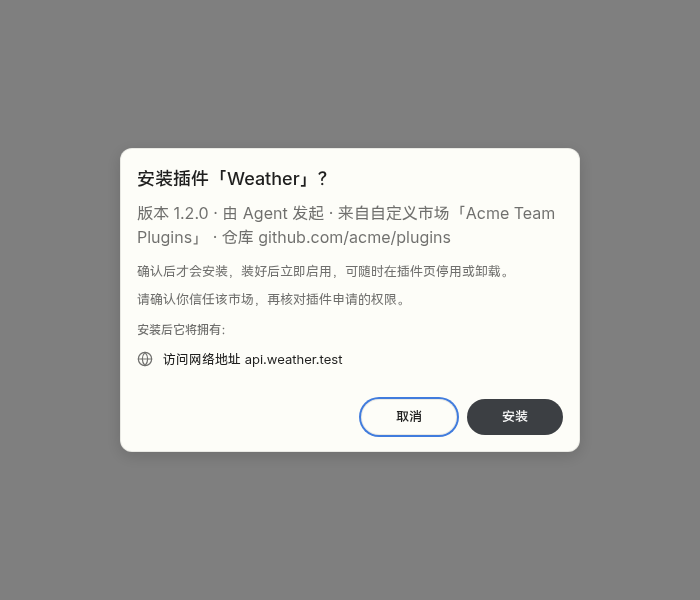 安装插件「Weather」?
版本 1.2.0 · 由 Agent 发起 · 来自自定义市场「Acme Team
Plugins」 · 仓库 github.com/acme/plugins
确认后才会安装，装好后立即启用，可随时在插件页停用或卸载。
请确认你信任该市场，再核对插件申请的权限。
安装后它将拥有:
访问网络地址 api.weather.test
取消
安装